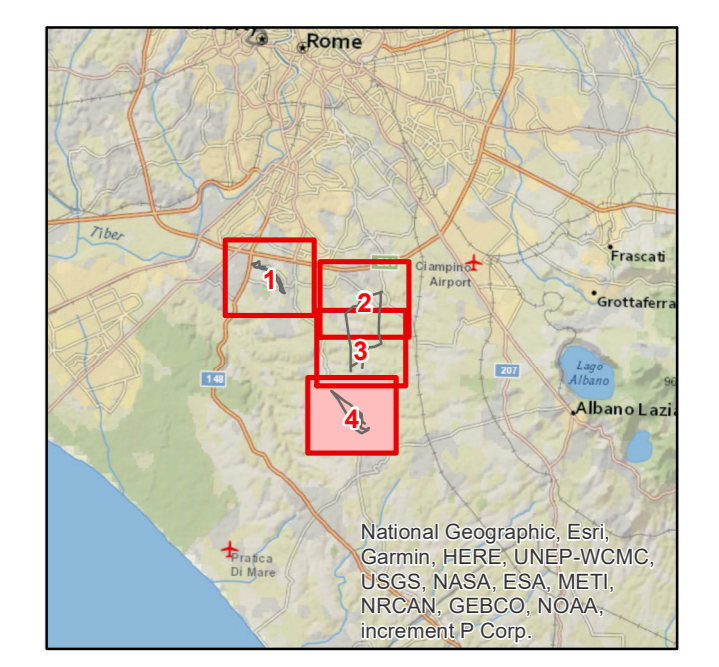 Rome
Tiber
Frascati
Ciampino
Airport
1
2
Grottaferra
3
Lago
Albano
207
148
96
4
Albano Lazia
Pratica
Di Mare
National Geographic, Esri,
Garmin, HERE, UNEP-WCMC,
USGS, NASA, ESA, METI,
NRCAN, GEBCO, NOAA,
increment P Corp.